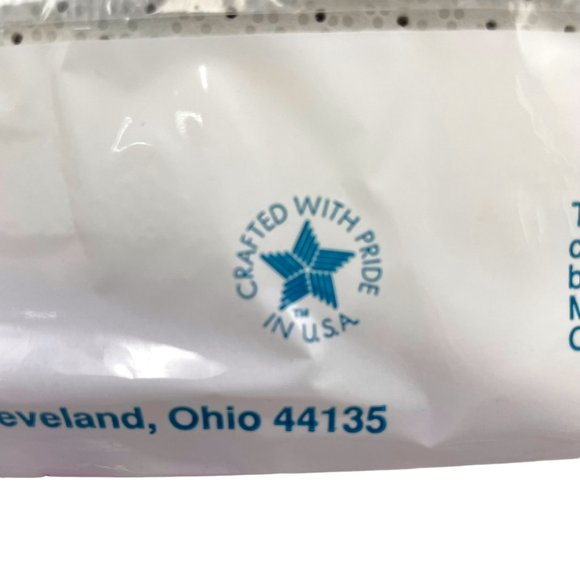 CRAFTED WITH PRIDE
IN U.S.A.
TM
eveland, Ohio 44135